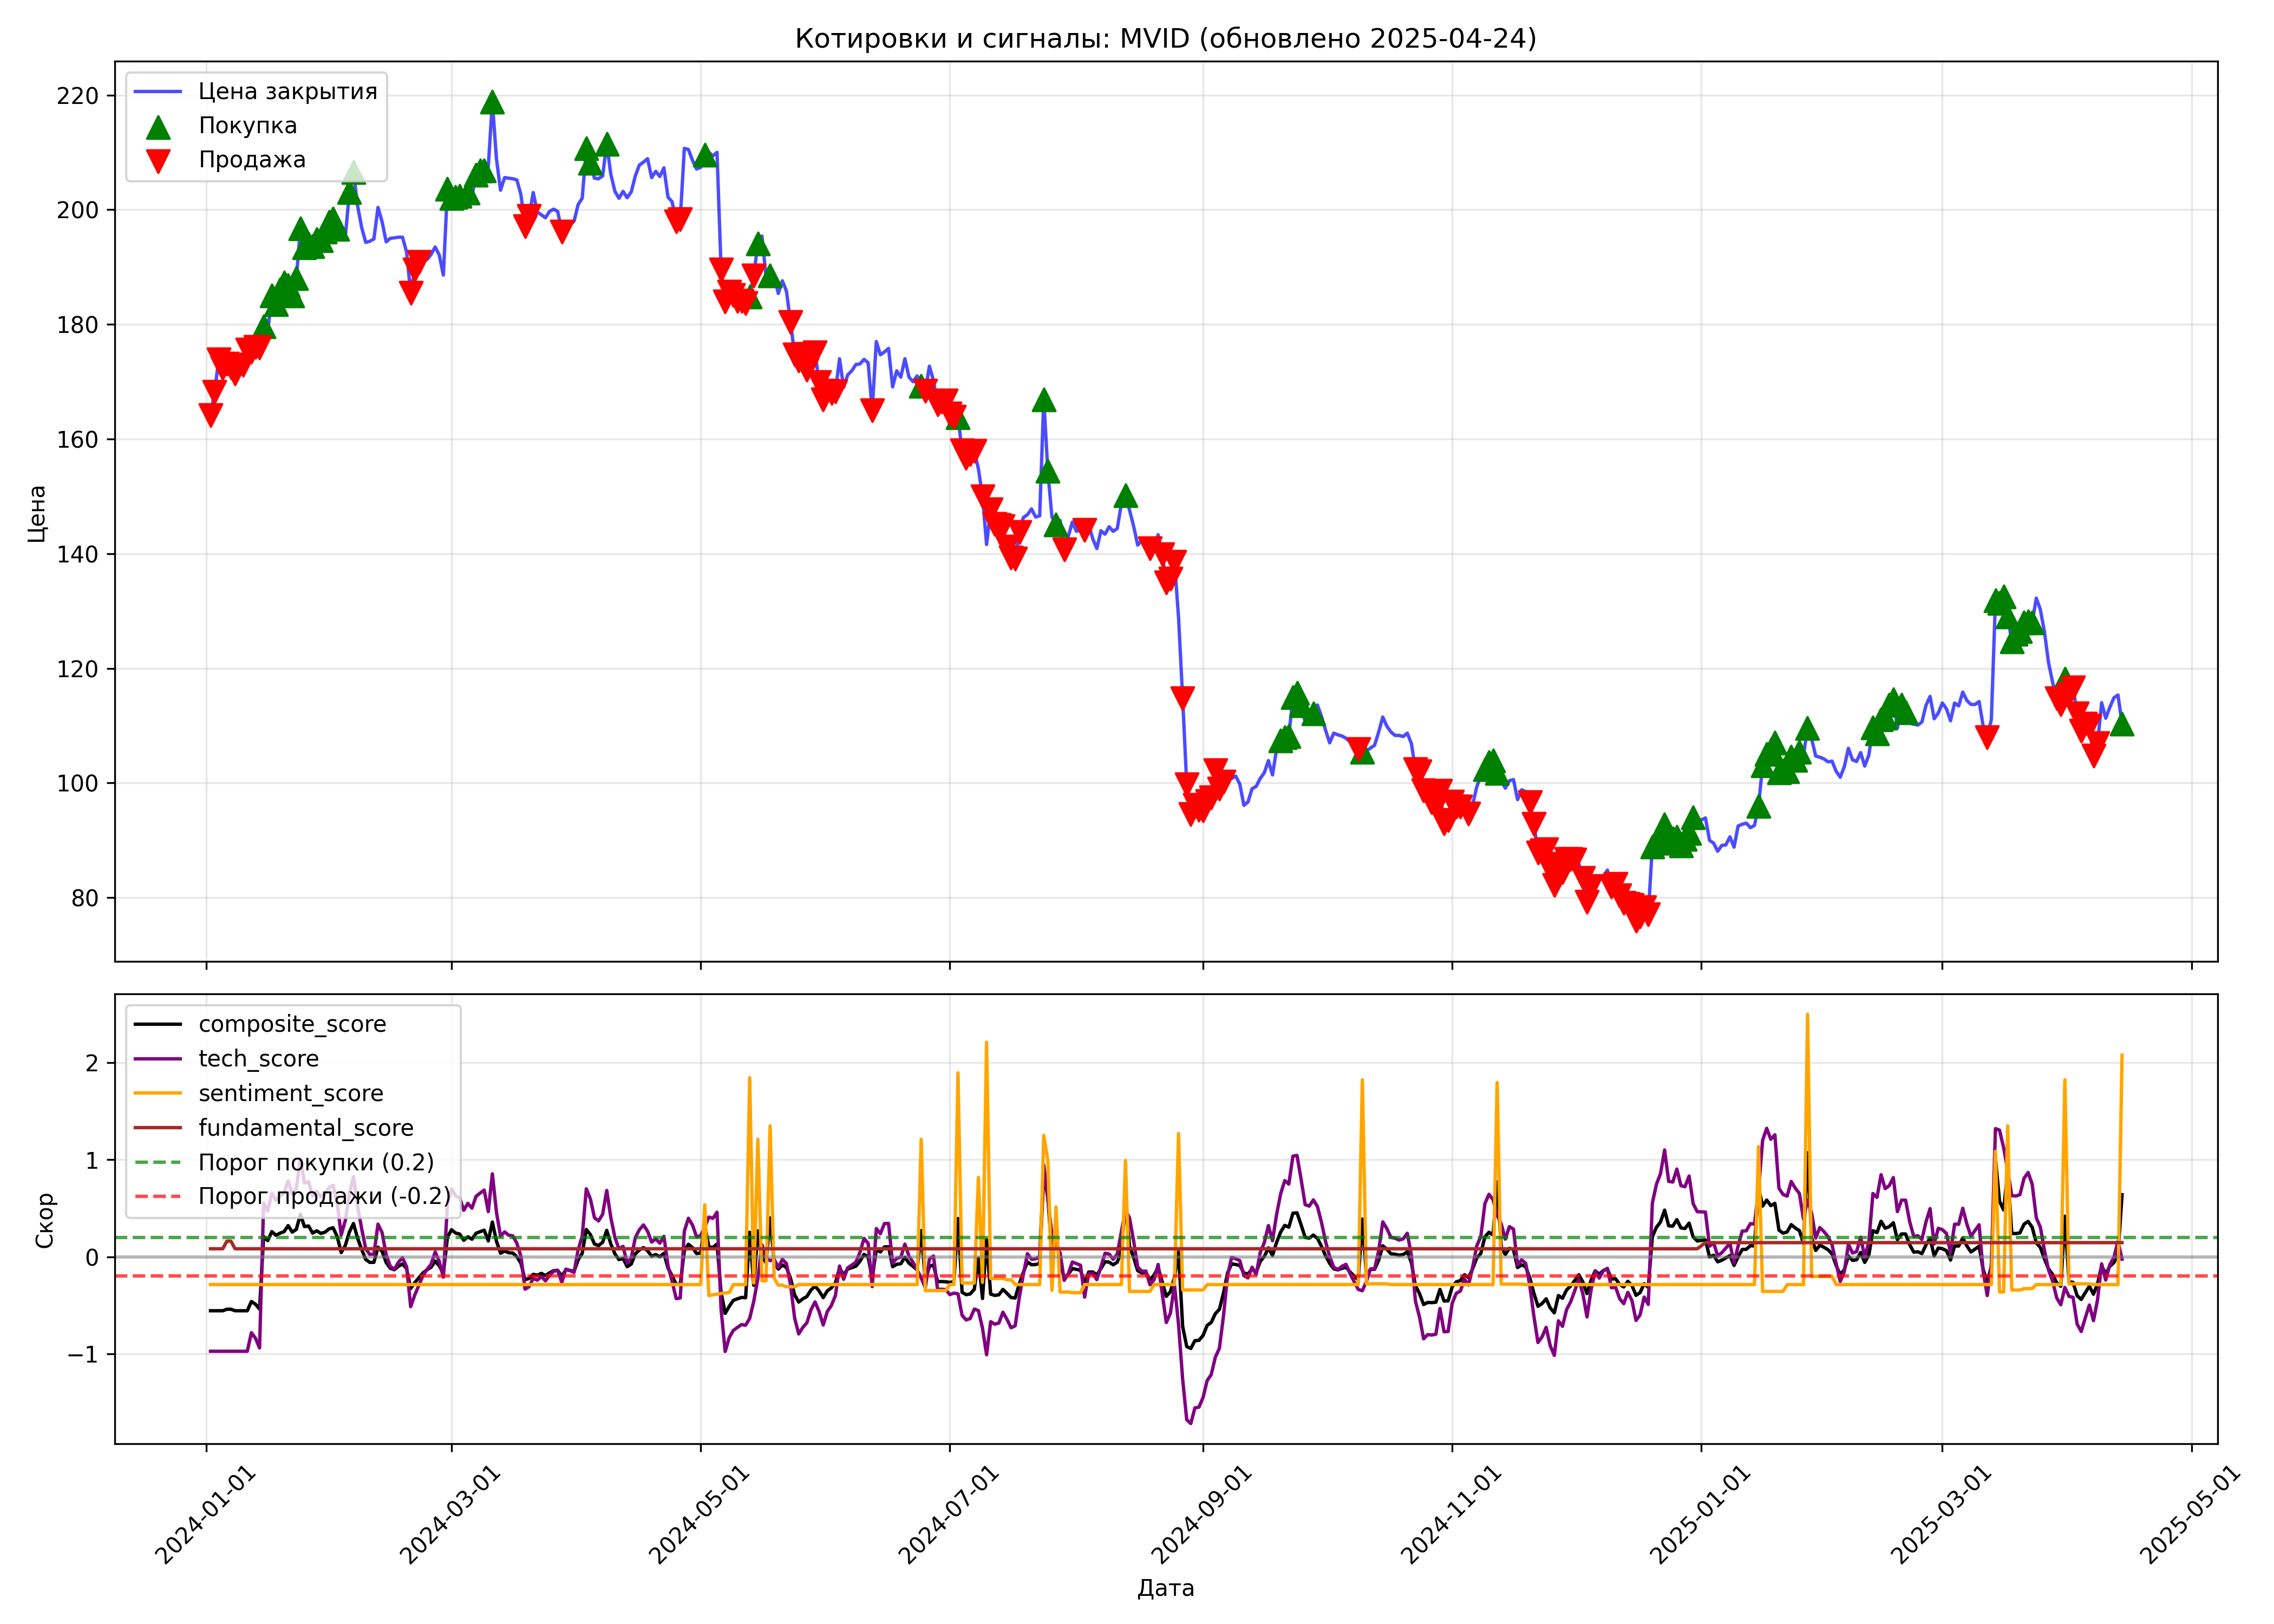 Котировки и сигналы: MVID (обновлено 2025-04-24)
Цена закрытия
Покупка
Продажа
220
200
180
160
140
120
100
80
Цена
composite_score
tech_score
sentiment_score
fundamental_score
Порог покупки (0.2)
Порог продажи (-0.2)
2
1
0
−1
Скор
2024-01-01
2024-03-01
2024-05-01
2024-07-01
2024-09-01
2024-11-01
2025-01-01
2025-03-01
2025-05-01
Дата